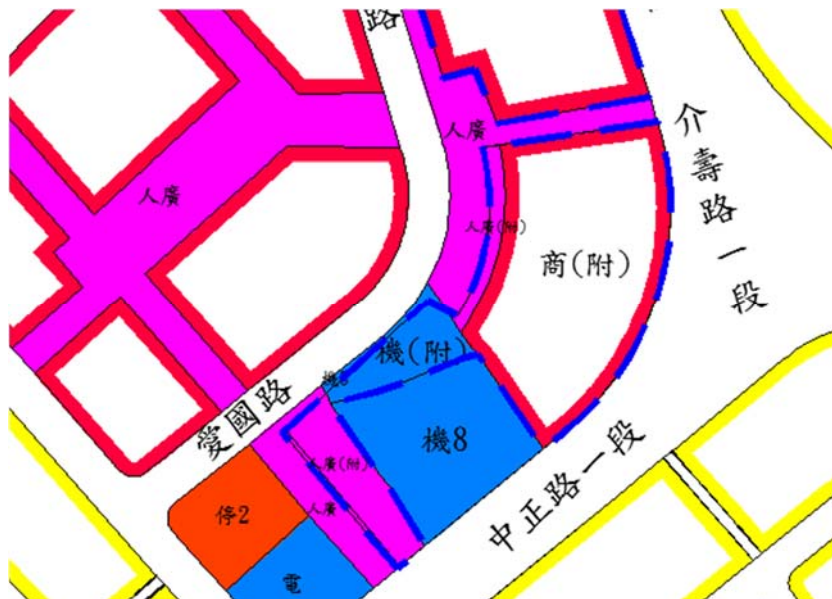 路
人廣
介壽路一段
人廣
人廣(附)
商(附)
機(附)
機8
愛國路
機8
人廣(附)
人廣
停2
中正路一段
電